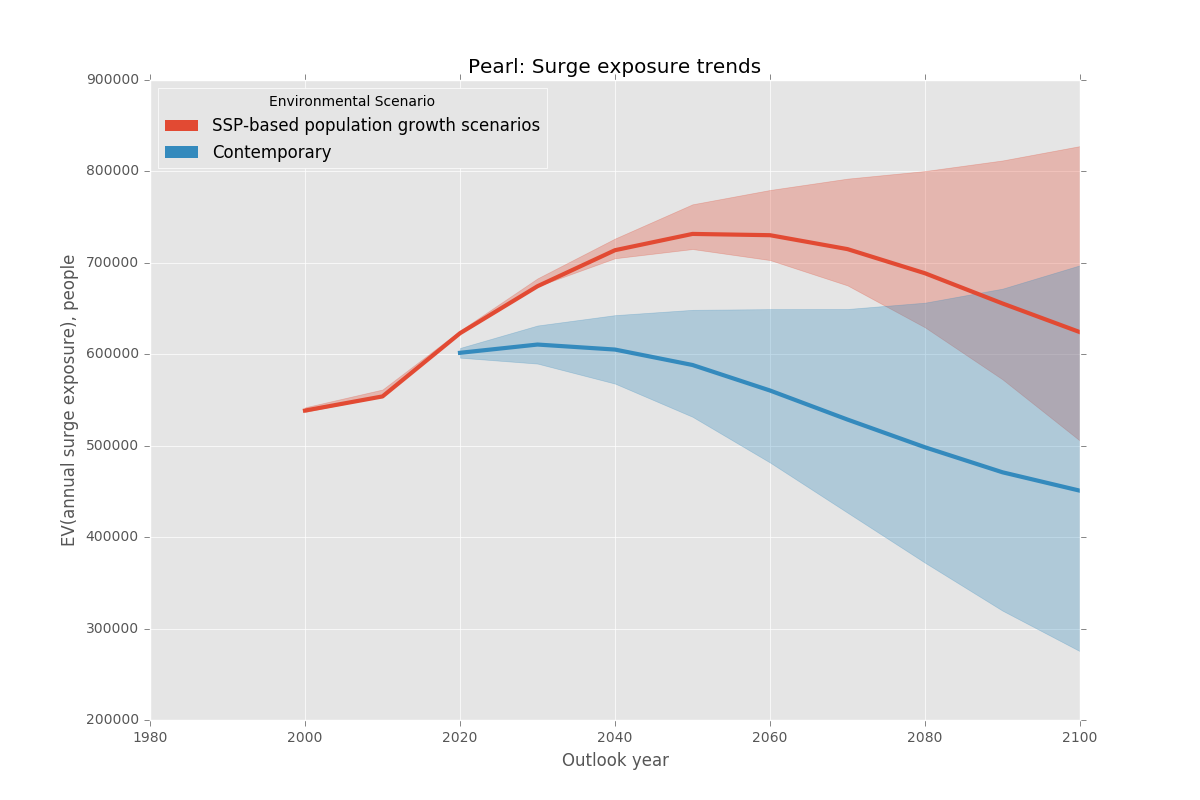 Pearl: Surge exposure trends
Environmental Scenario
SSP-based population growth scenarios
Contemporary
EV(annual surge exposure), people
900000
800000
700000
600000
500000
400000
300000
200000
1980
2000
2020
2040
2060
2080
2100
Outlook year